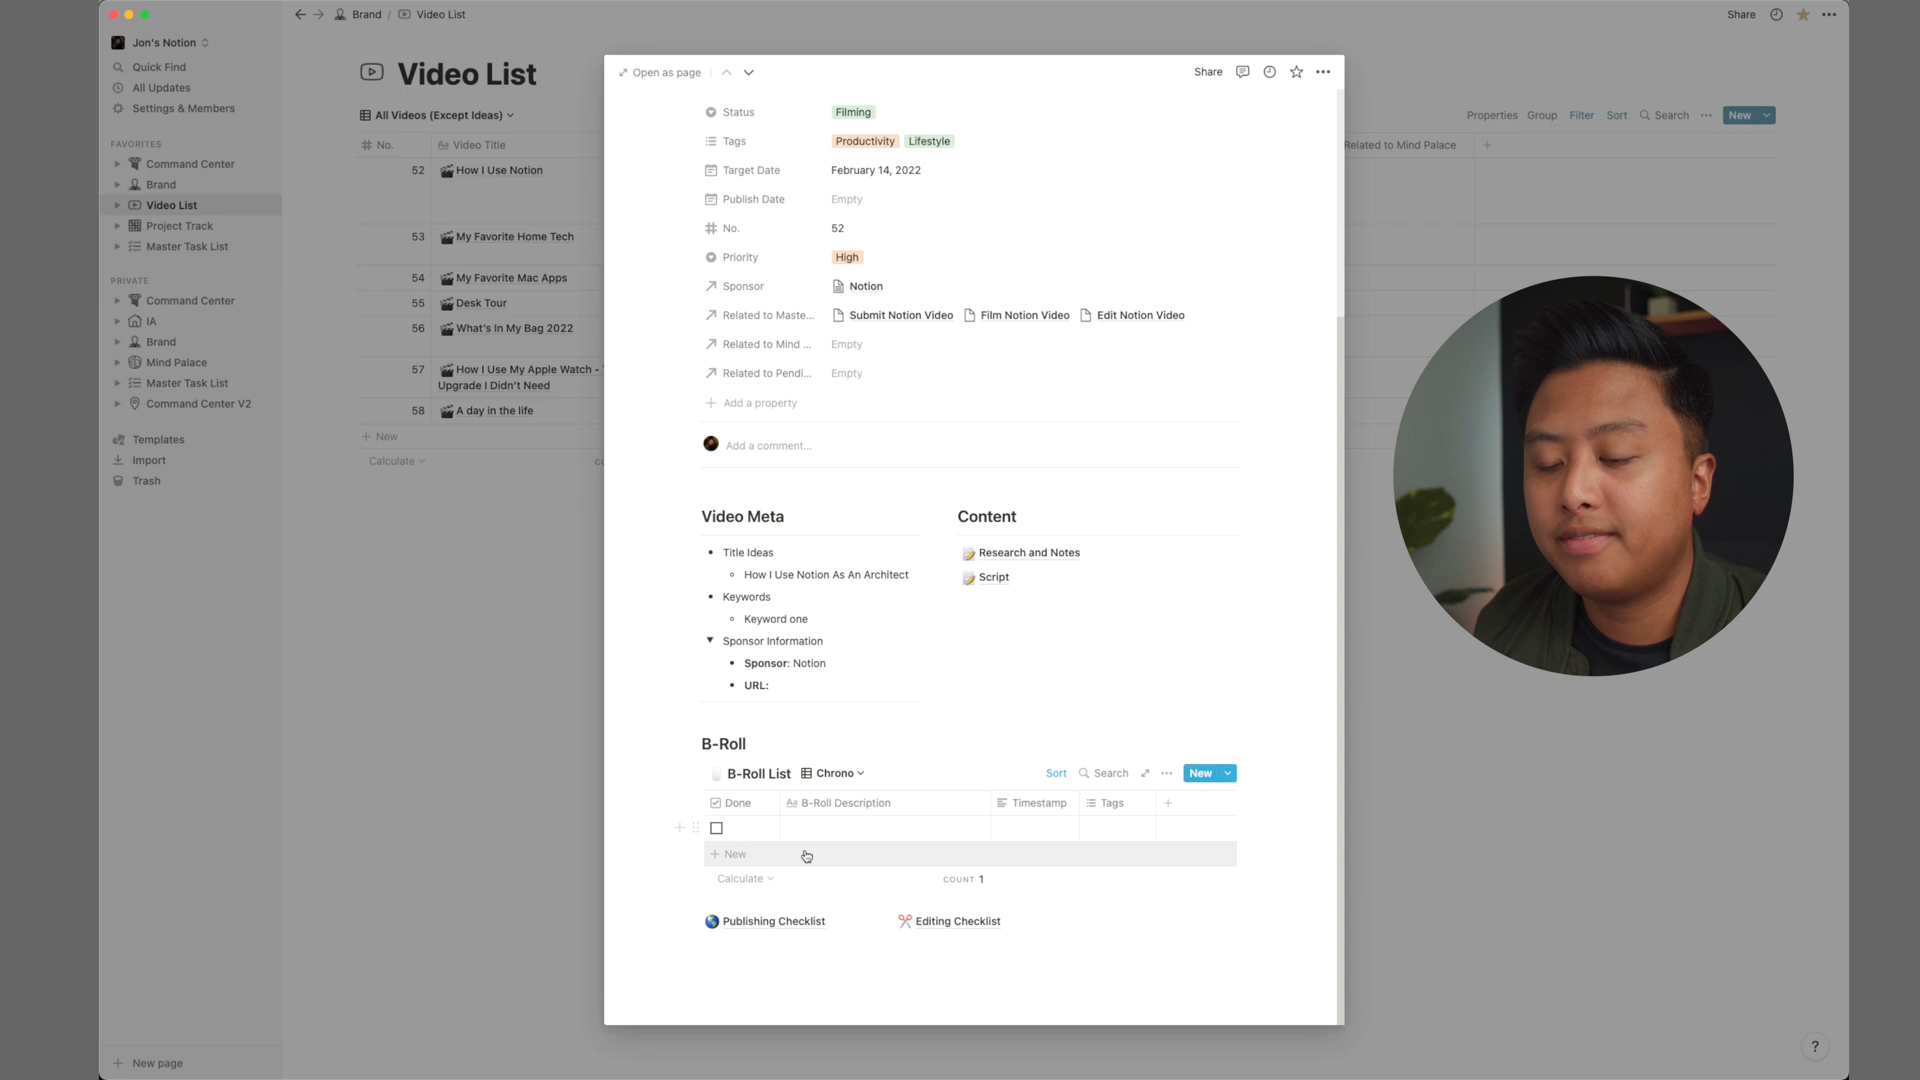 Brand / Video List
Share
Jon's Notion
Quick Find
All Updates
Settings & Members
FAVORITES
Command Center
Brand
Video List
Project Track
Master Task List
PRIVATE
Command Center
IA
Brand
Mind Palace
Master Task List
Command Center V2
Templates
Import
Trash
New page
Video List
All Videos (Except Ideas)
Properties Group Filter Sort Search New
No. Video Title
Related to Mind Palace
52 How I Use Notion
53 My Favorite Home Tech
54 My Favorite Mac Apps
55 Desk Tour
56 What's In My Bag 2022
57 How I Use My Apple Watch -
Upgrade I Didn't Need
58 A day in the life
New
Calculate
Open as page
Share
Status Filming
Tags Productivity Lifestyle
Target Date February 14, 2022
Publish Date Empty
No. 52
Priority High
Sponsor Notion
Related to Maste... Submit Notion Video Film Notion Video Edit Notion Video
Related to Mind ... Empty
Related to Pendi... Empty
Add a property
Add a comment...
Video Meta
Title Ideas
How I Use Notion As An Architect
Keywords
Keyword one
Sponsor Information
Sponsor: Notion
URL:
Content
Research and Notes
Script
B-Roll
B-Roll List Chrono
Sort Search New
Done Aa B-Roll Description Timestamp Tags
New
Calculate COUNT 1
Publishing Checklist Editing Checklist
?